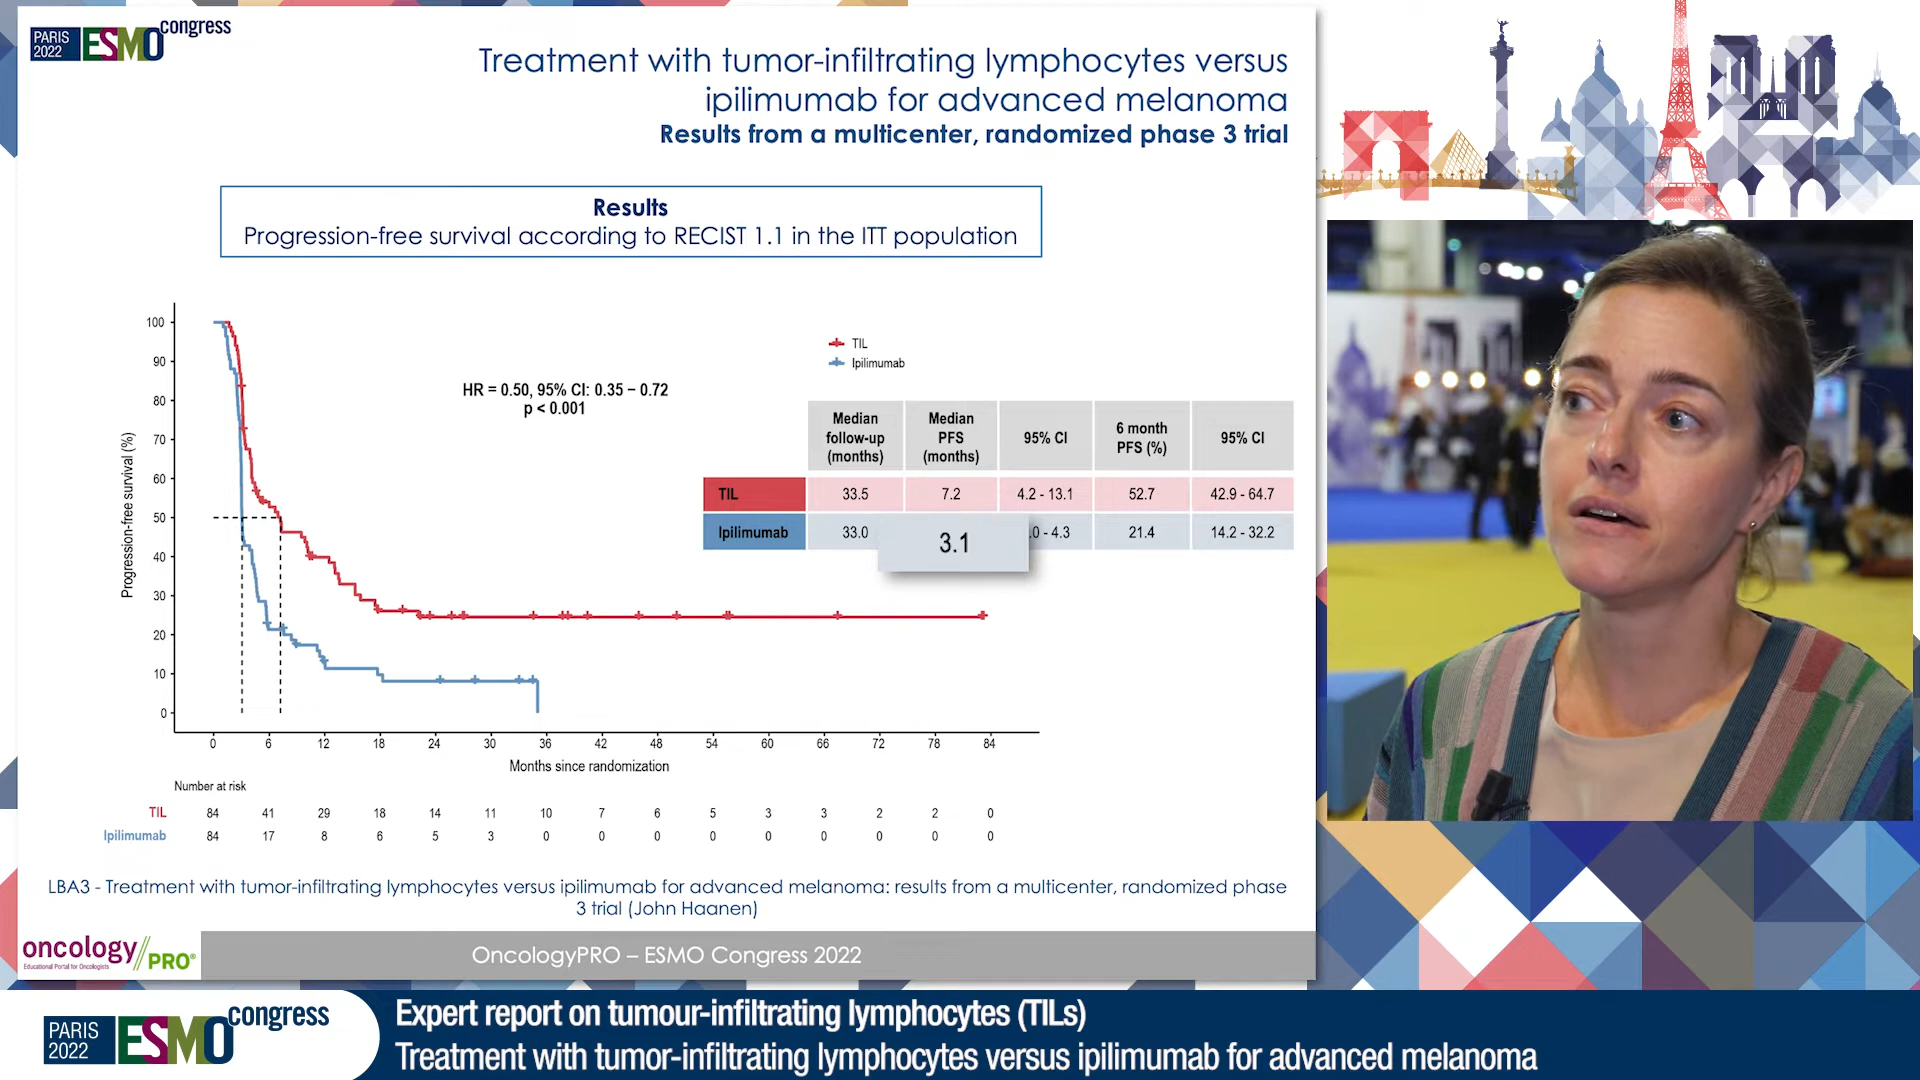 PARIS
2022
ESMO congress
Treatment with tumor-infiltrating lymphocytes versus
ipilimumab for advanced melanoma
Results from a multicenter, randomized phase 3 trial
Results
Progression-free survival according to RECIST 1.1 in the ITT population
Progression-free survival (%)
100
90
80
70
60
50
40
30
20
10
0
HR = 0.50, 95% CI: 0.35 – 0.72
p < 0.001
TIL
Ipilimumab
Median follow-up (months) Median PFS (months) 95% CI 6 month PFS (%) 95% CI
TIL 33.5 7.2 4.2 - 13.1 52.7 42.9 - 64.7
Ipilimumab 33.0 3.1 .0 - 4.3 21.4 14.2 - 32.2
0 6 12 18 24 30 36 42 48 54 60 66 72 78 84
Months since randomization
Number at risk
TIL 84 41 29 18 14 11 10 7 6 5 3 3 2 2 0
Ipilimumab 84 17 8 6 5 3 0 0 0 0 0 0 0 0 0
LBA3 - Treatment with tumor-infiltrating lymphocytes versus ipilimumab for advanced melanoma: results from a multicenter, randomized phase
3 trial (John Haanen)
oncology//PRO®
Educational Portal for Oncologists
OncologyPRO – ESMO Congress 2022
PARIS
2022
ESMO congress
Expert report on tumour-infiltrating lymphocytes (TILs)
Treatment with tumor-infiltrating lymphocytes versus ipilimumab for advanced melanoma